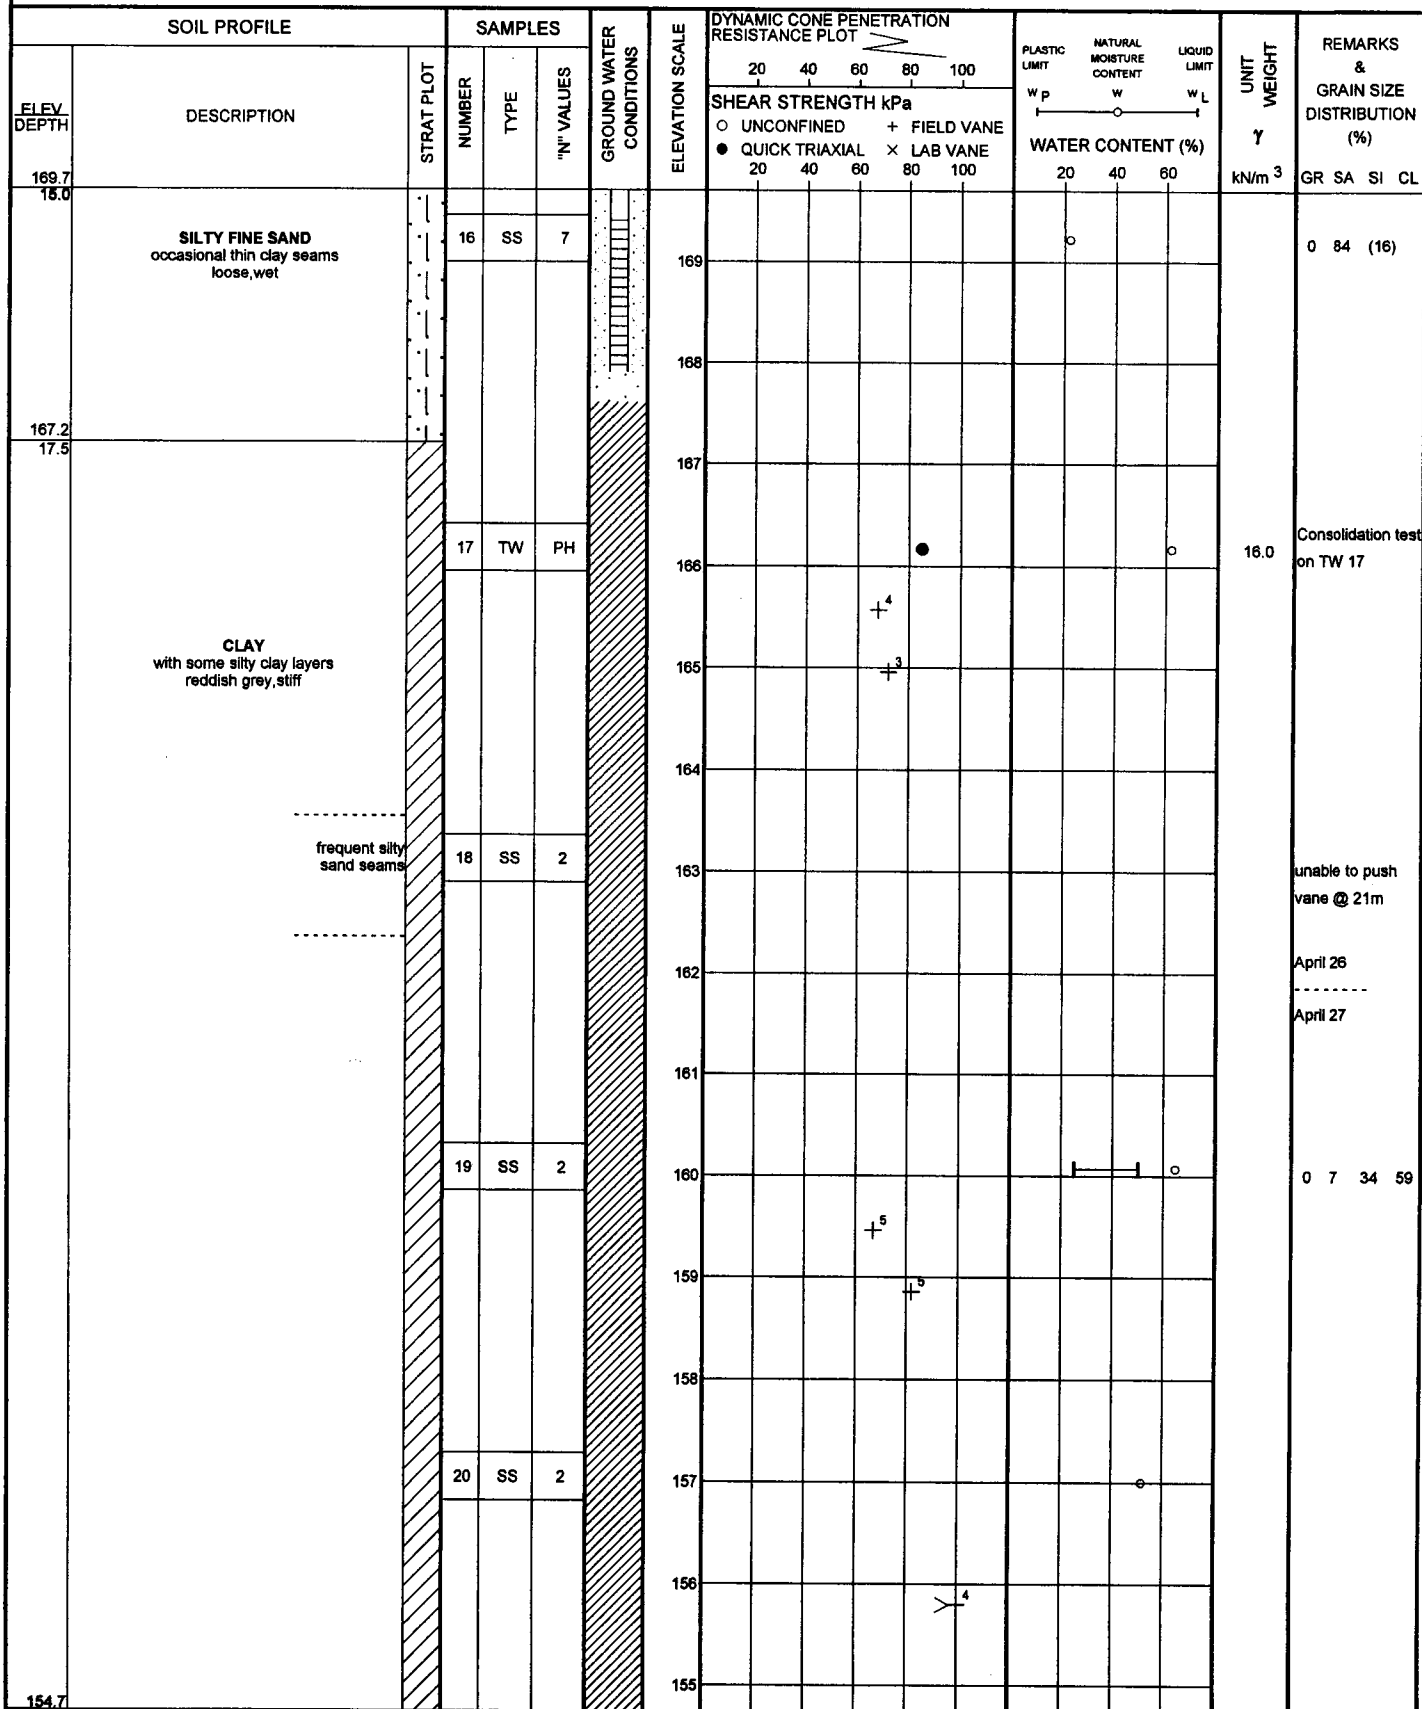 SOIL PROFILE
SAMPLES
GROUND WATER
CONDITIONS
ELEVATION SCALE
DYNAMIC CONE PENETRATION
RESISTANCE PLOT
20 40 60 80 100
SHEAR STRENGTH kPa
○ UNCONFINED + FIELD VANE
● QUICK TRIAXIAL × LAB VANE
20 40 60 80 100
PLASTIC
LIMIT
NATURAL
MOISTURE
CONTENT
LIQUID
LIMIT
W P
W
W L
WATER CONTENT (%)
20 40 60
UNIT
WEIGHT
γ
kN/m 3
REMARKS
&
GRAIN SIZE
DISTRIBUTION
(%)
GR SA SI CL
ELEV
DEPTH
DESCRIPTION
STRAT PLOT
NUMBER
TYPE
"N" VALUES
169.7
15.0
SILTY FINE SAND
occasional thin clay seams
loose,wet
16 SS 7
0 84 (16)
169
168
167.2
17.5
167
17 TW PH
16.0
Consolidation test
on TW 17
166
4
CLAY
with some silty clay layers
reddish grey,stiff
3
165
164
frequent silty
sand seams
18 SS 2
163
unable to push
vane @ 21m
162
April 26
April 27
161
19 SS 2
160
0 7 34 59
5
159
5
158
20 SS 2
157
156
4
155
154.7